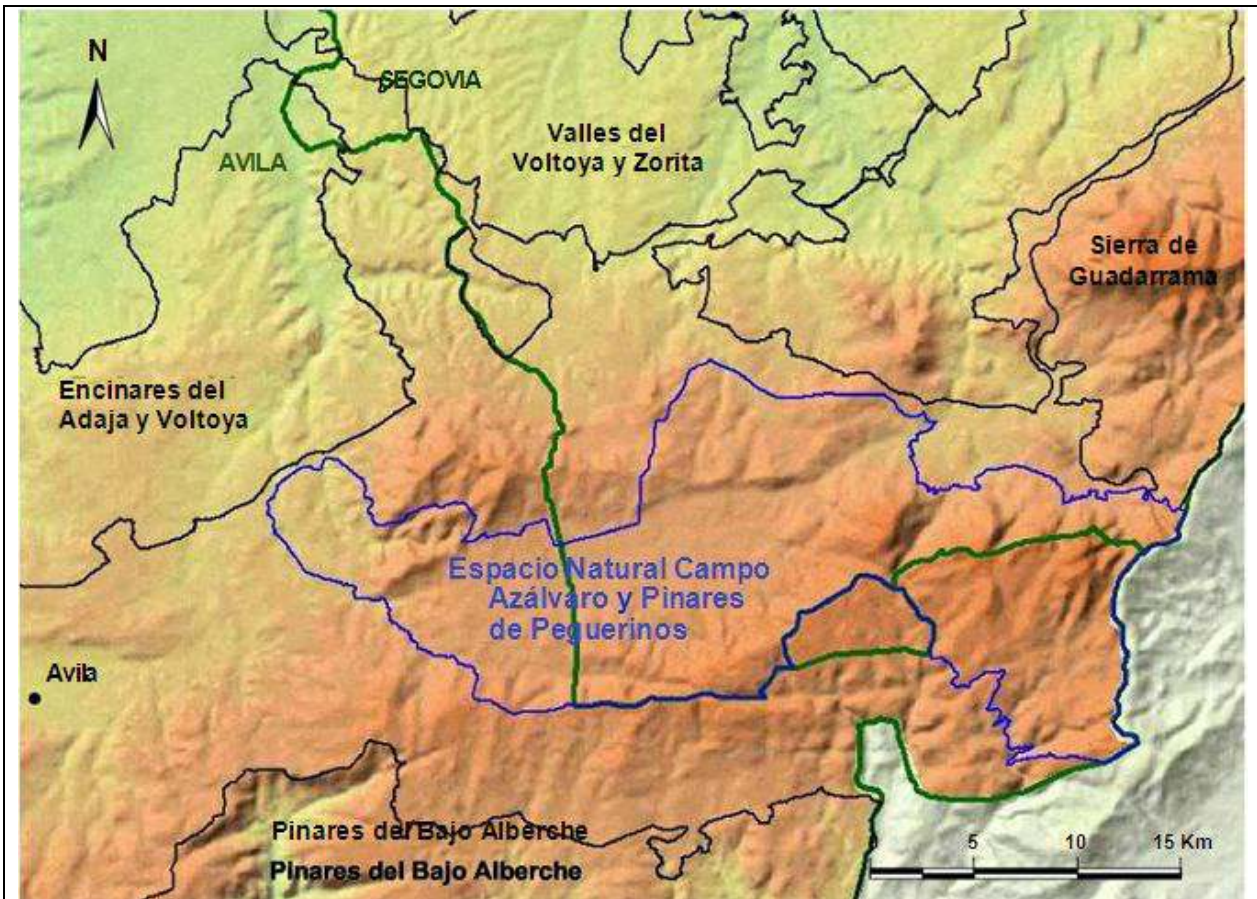 N
SEGOVIA
AVILA
Valles del
Voltoya y Zorita
Sierra de
Guadarrama
Encinares del
Adaja y Voltoya
Espacio Natural Campo
Azálvaro y Pinares
de Peguerinos
Avila
Pinares del Bajo Alberche
Pinares del Bajo Alberche
0 5 10 15 Km